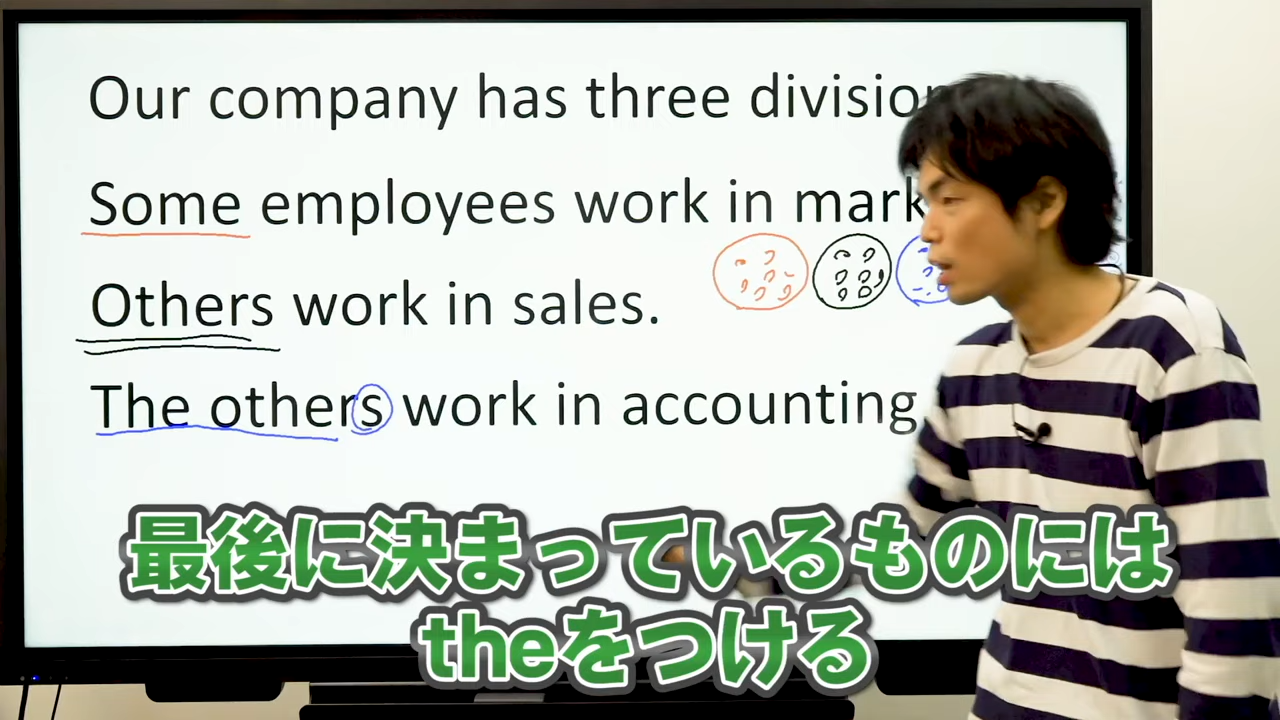 Our company has three division
Some employees work in mark
Others work in sales.
The others work in accounting
最後に決まっているものには
theをつける